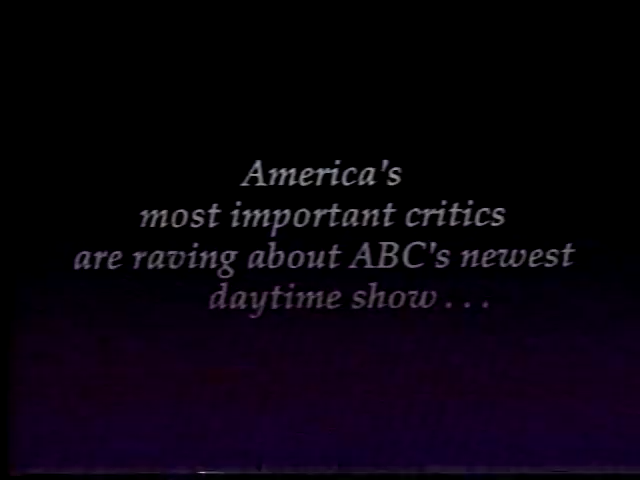 America's
most important critics
are raving about ABC's newest
daytime show . . .